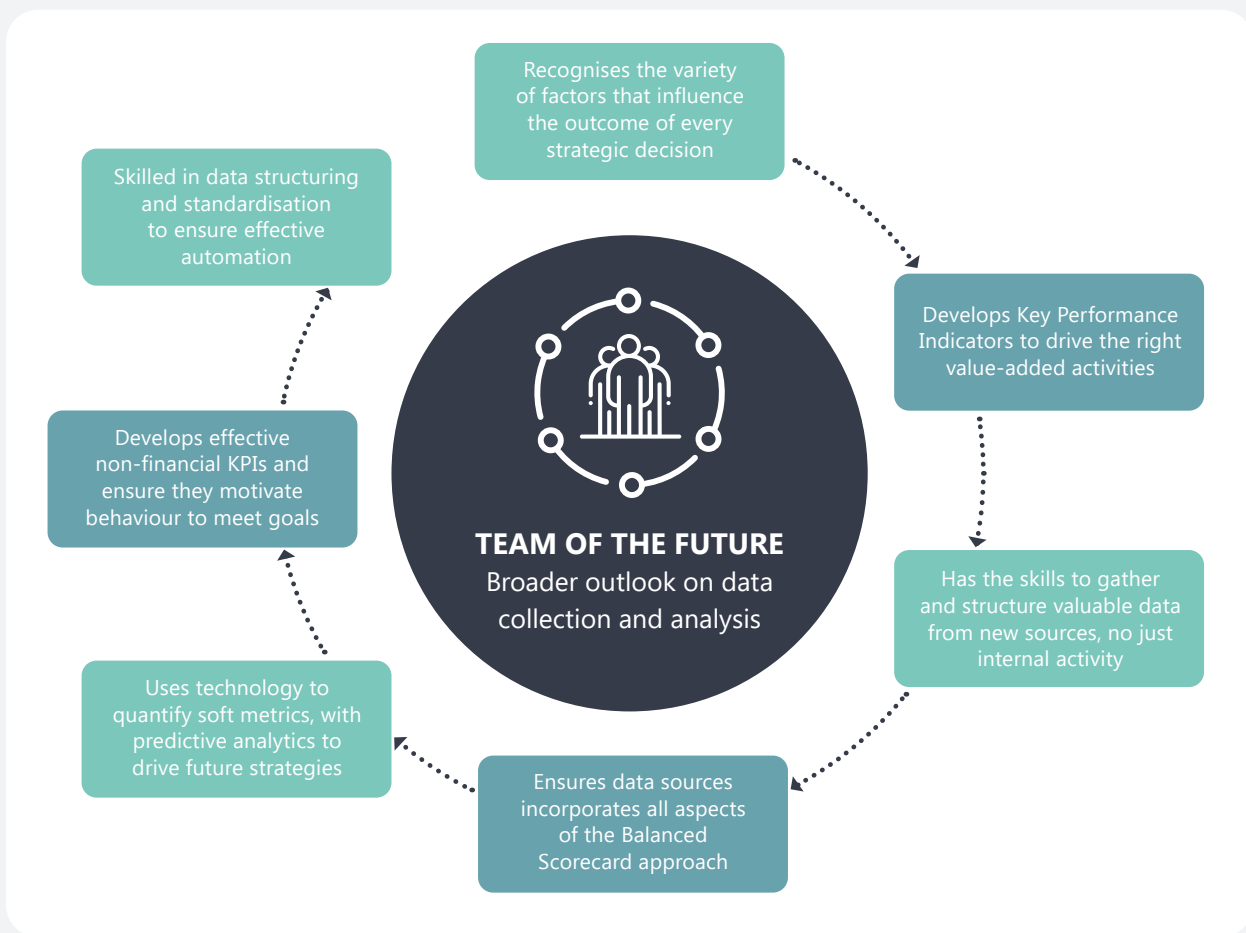 Recognises the variety
of factors that influence
the outcome of every
strategic decision
Develops Key Performance
Indicators to drive the right
value-added activities
Has the skills to gather
and structure valuable data
from new sources, no just
internal activity
Ensures data sources
incorporates all aspects
of the Balanced
Scorecard approach
Uses technology to
quantify soft metrics, with
predictive analytics to
drive future strategies
Develops effective
non-financial KPIs and
ensure they motivate
behaviour to meet goals
Skilled in data structuring
and standardisation
to ensure effective
automation
TEAM OF THE FUTURE
Broader outlook on data
collection and analysis